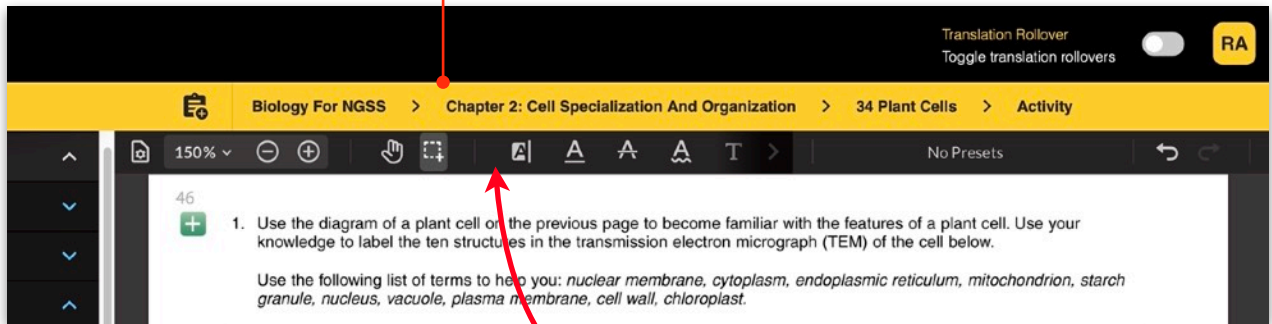 Translation Rollover
Toggle translation rollovers
RA
Biology For NGSS > Chapter 2: Cell Specialization And Organization > 34 Plant Cells > Activity
150% A A A A T > No Presets
46
1. Use the diagram of a plant cell on the previous page to become familiar with the features of a plant cell. Use your
knowledge to label the ten structures in the transmission electron micrograph (TEM) of the cell below.
Use the following list of terms to help you: nuclear membrane, cytoplasm, endoplasmic reticulum, mitochondrion, starch
granule, nucleus, vacuole, plasma membrane, cell wall, chloroplast.